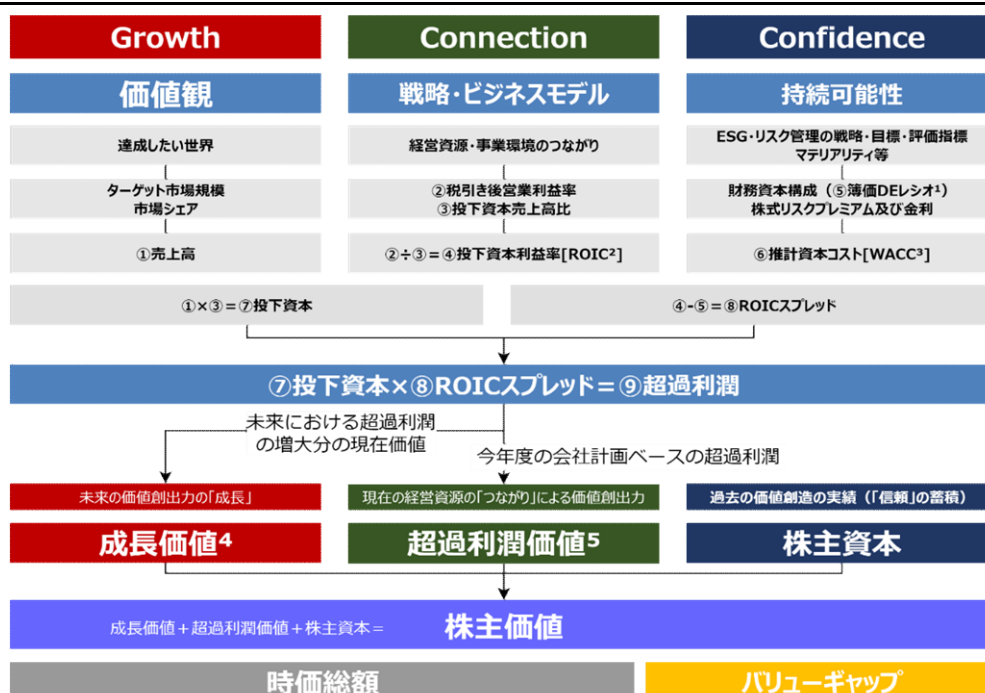 Growth
Connection
Confidence
価値観
戦略・ビジネスモデル
持続可能性
達成したい世界
経営資源・事業環境のつながり
ESG・リスク管理の戦略・目標・評価指標
マテリアリティ等
ターゲット市場規模
市場シェア
②税引き後営業利益率
③投下資本売上高比
財務資本構成（⑤簿価DEレシオ¹）
株式リスクプレミアム及び金利
①売上高
②÷③＝④投下資本利益率[ROIC²]
⑥推計資本コスト[WACC³]
①×③＝⑦投下資本
④-⑤＝⑧ROICスプレッド
⑦投下資本×⑧ROICスプレッド＝⑨超過利潤
未来における超過利潤
の増大分の現在価値
今年度の会社計画ベースの超過利潤
未来の価値創出力の「成長」
現在の経営資源の「つながり」による価値創出力
過去の価値創造の実績（「信頼」の蓄積）
成長価値4
超過利潤価値5
株主資本
成長価値＋超過利潤価値＋株主資本＝
株主価値
時価総額
バリューギャップ